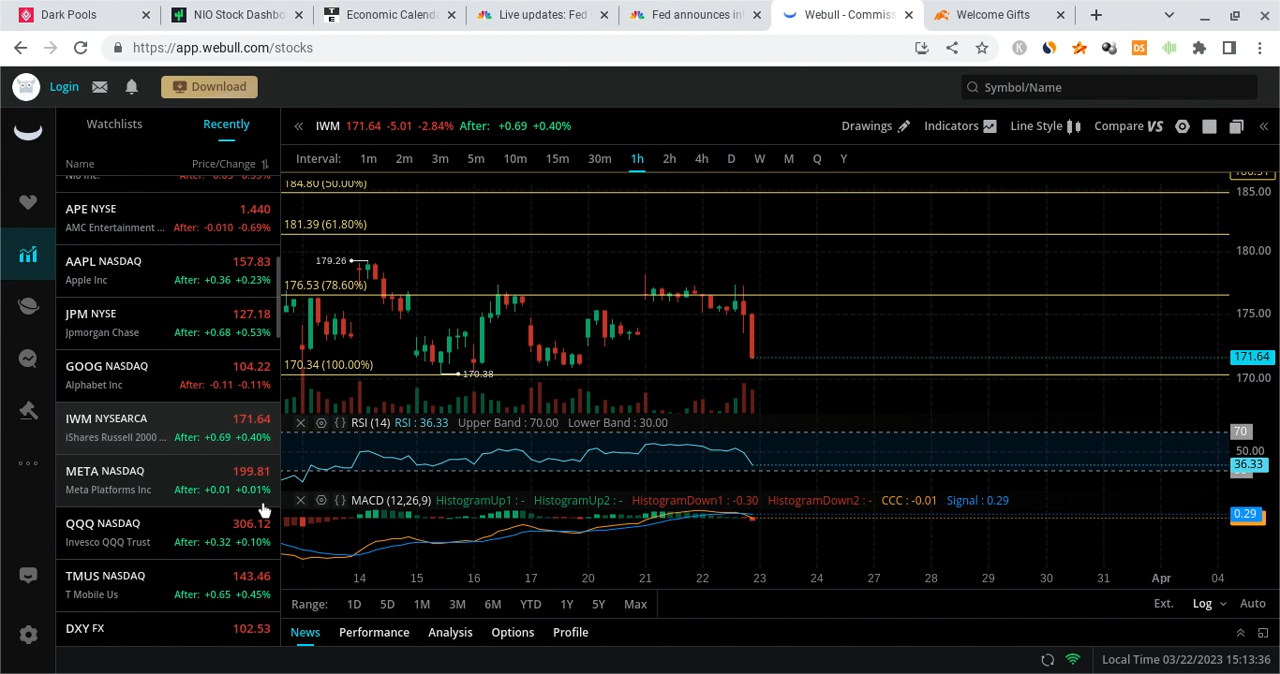 Dark Pools
NIO Stock Dashbo
Economic Calenda
Live updates: Fed
Fed announces in
Webull - Commiss
Welcome Gifts
https://app.webull.com/stocks
Login
Download
Symbol/Name
Watchlists
Recently
IWM 171.64 -5.01 -2.84% After: +0.69 +0.40%
Drawings
Indicators
Line Style
Compare VS
Name
Price/Change
Interval: 1m 2m 3m 5m 10m 15m 30m 1h 2h 4h D W M Q Y
APE NYSE 1.440
AMC Entertainment ... After: -0.010 -0.69%
AAPL NASDAQ 157.83
Apple Inc After: +0.36 +0.23%
JPM NYSE 127.18
Jpmorgan Chase After: +0.68 +0.53%
GOOG NASDAQ 104.22
Alphabet Inc After: -0.11 -0.11%
IWM NYSEARCA 171.64
iShares Russell 2000 ... After: +0.69 +0.40%
META NASDAQ 199.81
Meta Platforms Inc After: +0.01 +0.01%
QQQ NASDAQ 306.12
Invesco QQQ Trust After: +0.32 +0.10%
TMUS NASDAQ 143.46
T Mobile Us After: +0.65 +0.45%
DXY FX 102.53
184.80 (50.00%)
185.00
181.39 (61.80%)
180.00
179.26
176.53 (78.60%)
175.00
171.64
170.34 (100.00%)
170.38
170.00
RSI (14) RSI : 36.33 Upper Band : 70.00 Lower Band : 30.00
70
50.00
36.33
MACD (12,26,9) HistogramUp1 : - HistogramUp2 : - HistogramDown1 : -0.30 HistogramDown2 : - CCC : -0.01 Signal : 0.29
0.29
14 15 16 17 20 21 22 23 24 27 28 29 30 31 Apr 04
Range: 1D 5D 1M 3M 6M YTD 1Y 5Y Max
Ext. Log Auto
News Performance Analysis Options Profile
Local Time 03/22/2023 15:13:36